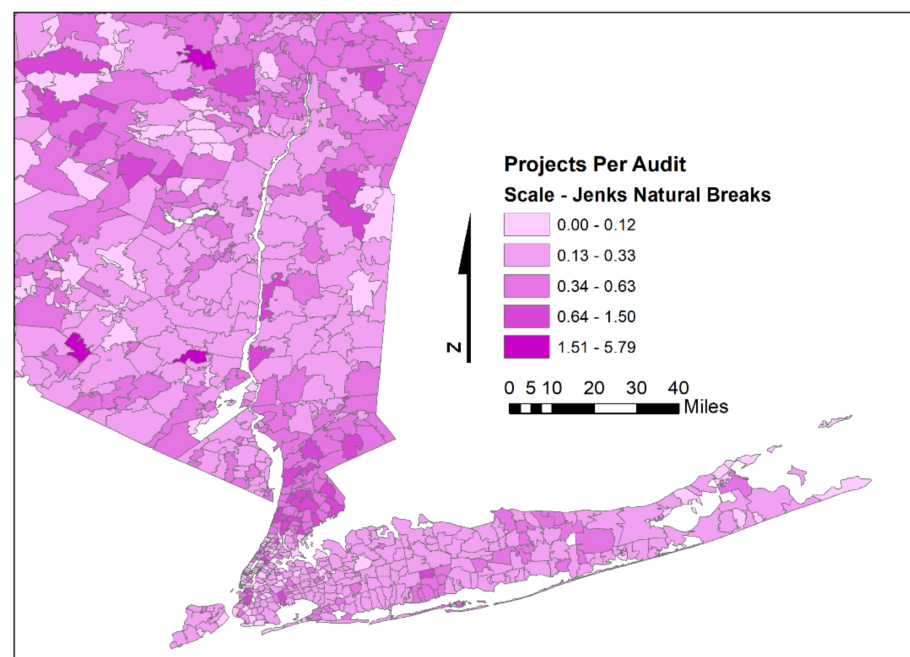 Projects Per Audit
Scale - Jenks Natural Breaks
0.00 - 0.12
0.13 - 0.33
0.34 - 0.63
0.64 - 1.50
1.51 - 5.79
N
0 5 10 20 30 40
Miles